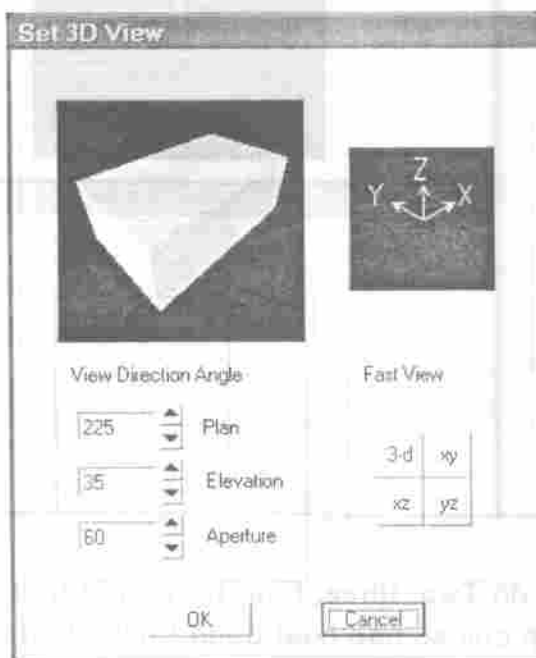 Set 3D View
Z
Y X
View Direction Angle
225 Plan
35 Elevation
60 Aperture
Fast View
3-d xy
xz yz
OK Cancel